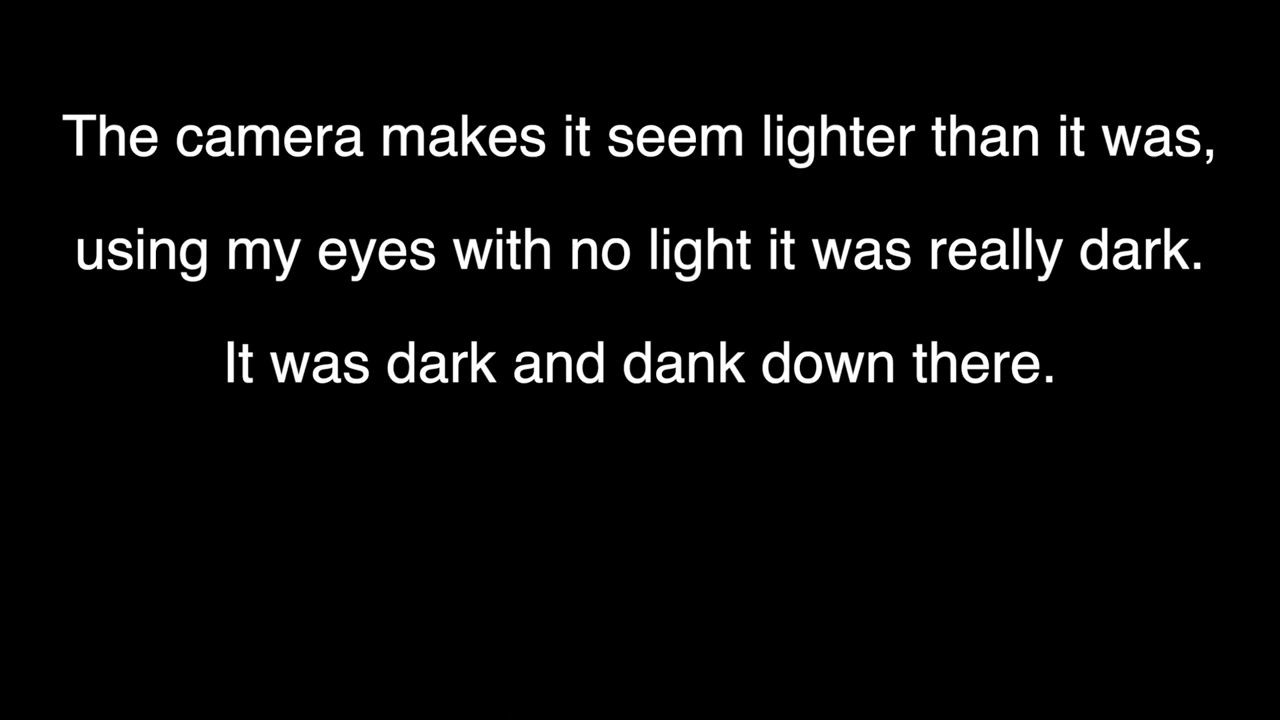 The camera makes it seem lighter than it was,
using my eyes with no light it was really dark.
It was dark and dank down there.